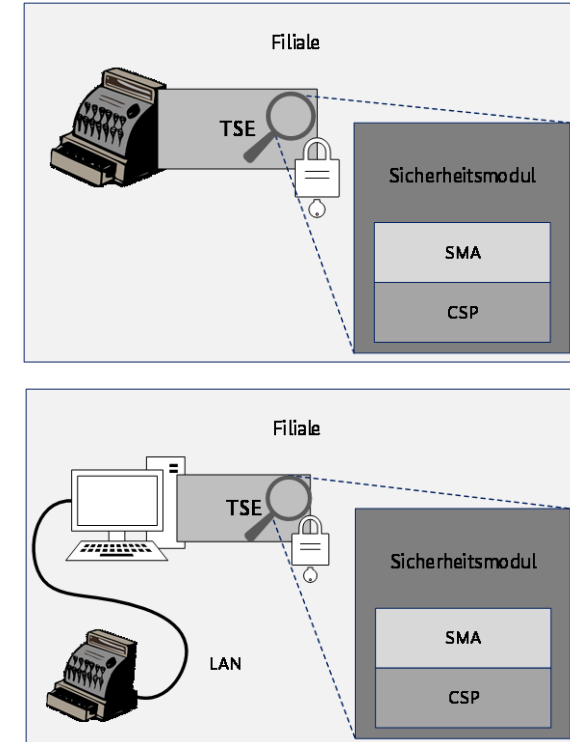 Filiale
TSE
Sicherheitsmodul
SMA
CSP
Filiale
TSE
Sicherheitsmodul
SMA
LAN
CSP